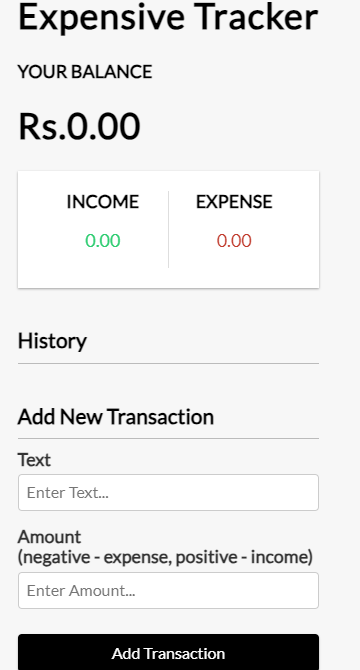 Expensive Tracker
YOUR BALANCE
Rs.0.00
INCOME EXPENSE
0.00 0.00
History
Add New Transaction
Text
Enter Text...
Amount
(negative - expense, positive - income)
Enter Amount...
Add Transaction